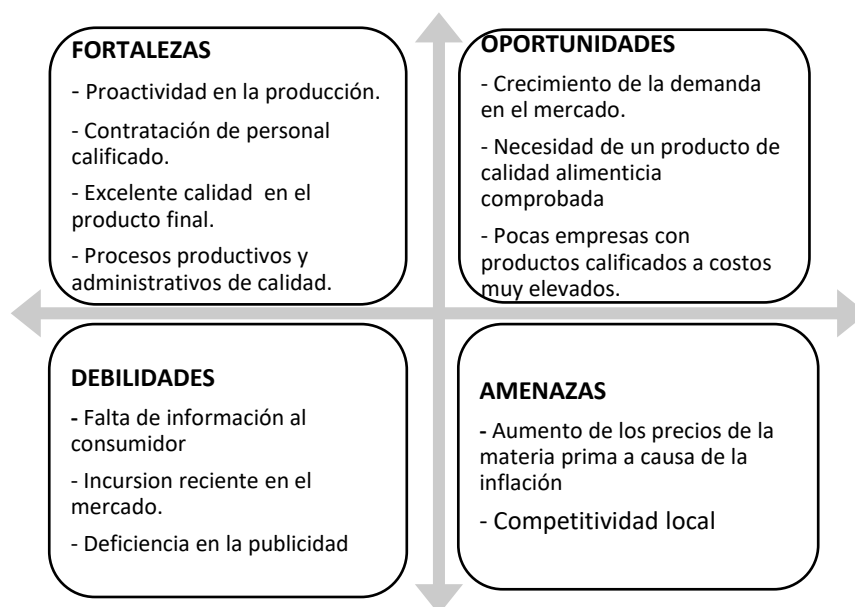 FORTALEZAS
- Proactividad en la producción.
- Contratación de personal
calificado.
- Excelente calidad  en el
producto final.
- Procesos productivos y
administrativos de calidad.
OPORTUNIDADES
- Crecimiento de la demanda
en el mercado.
- Necesidad de un producto de
calidad alimenticia
comprobada
- Pocas empresas con
productos calificados a costos
muy elevados.
DEBILIDADES
- Falta de información al
consumidor
- Incursion reciente en el
mercado.
- Deficiencia en la publicidad
AMENAZAS
- Aumento de los precios de la
materia prima a causa de la
inflación
- Competitividad local